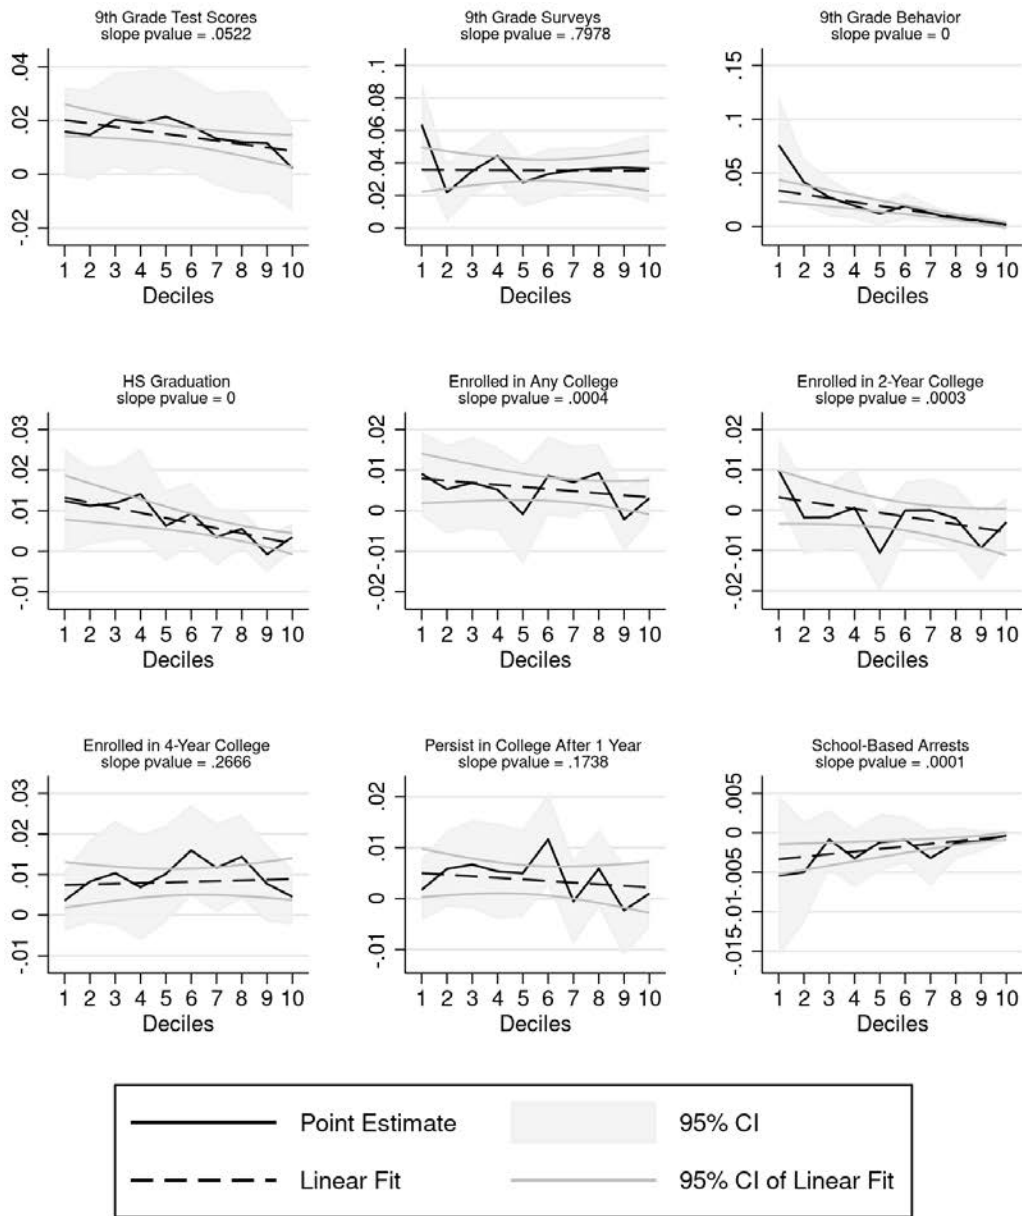 9th Grade Test Scores
slope pvalue = .0522
.04
.02
0
-.02
1 2 3 4 5 6 7 8 9 10
Deciles
9th Grade Surveys
slope pvalue = .7978
.1
.08
.06
.04
.02
0
1 2 3 4 5 6 7 8 9 10
Deciles
9th Grade Behavior
slope pvalue = 0
.15
.1
.05
0
1 2 3 4 5 6 7 8 9 10
Deciles
HS Graduation
slope pvalue = 0
.03
.02
.01
0
-.01
1 2 3 4 5 6 7 8 9 10
Deciles
Enrolled in Any College
slope pvalue = .0004
.02
.01
0
-.01
-.02
1 2 3 4 5 6 7 8 9 10
Deciles
Enrolled in 2-Year College
slope pvalue = .0003
.02
.01
0
-.01
-.02
1 2 3 4 5 6 7 8 9 10
Deciles
Enrolled in 4-Year College
slope pvalue = .2666
.03
.02
.01
0
-.01
1 2 3 4 5 6 7 8 9 10
Deciles
Persist in College After 1 Year
slope pvalue = .1738
.02
.01
0
-.01
1 2 3 4 5 6 7 8 9 10
Deciles
School-Based Arrests
slope pvalue = .0001
.005
0
-.005
-.01
-.015
1 2 3 4 5 6 7 8 9 10
Deciles
Point Estimate
95% CI
Linear Fit
95% CI of Linear Fit